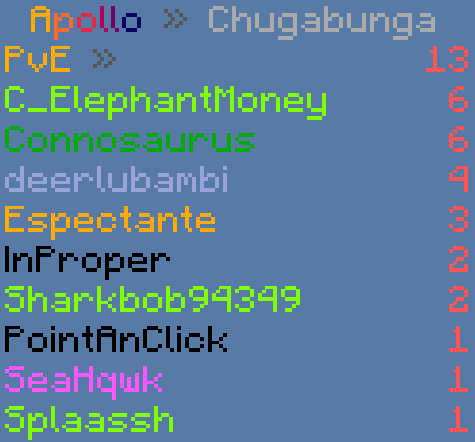 Apollo » Chugabunga
PvE » 13
C_ElephantMoney 6
Connosaurus 6
deerlubambi 4
Espectante 3
InProper 2
Sharkbob94349 2
PointAnClick 1
SeaHqwk 1
Splaassh 1